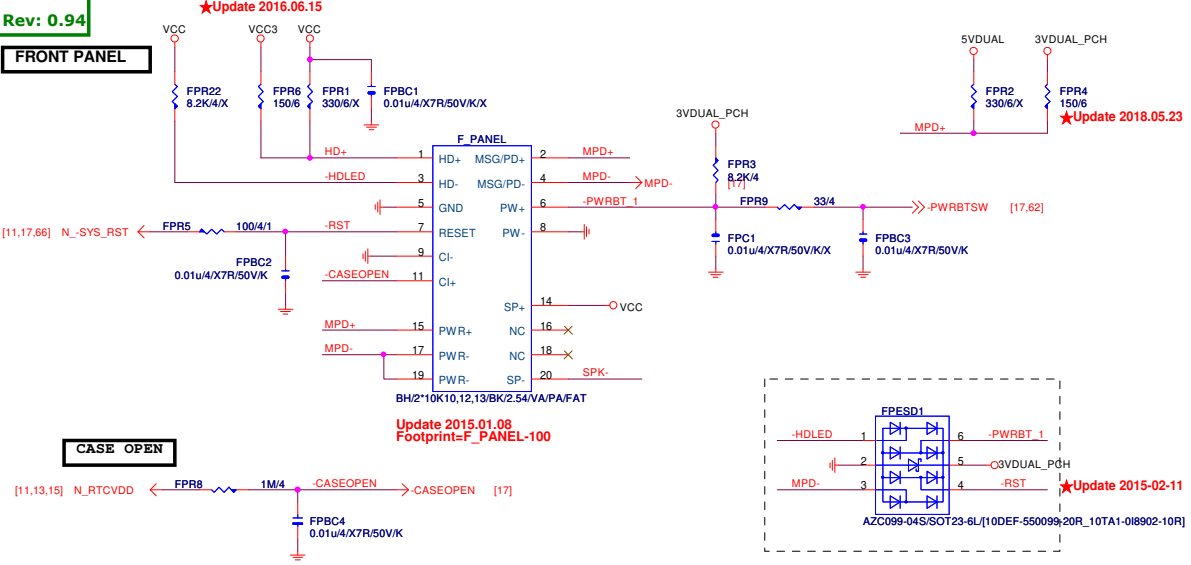 ★Update 2016.06.15
Rev: 0.94
FRONT PANEL
VCC
VCC3
VCC
5VDUAL
3VDUAL_PCH
FPR22
8.2K/4/X
FPR6
150/6
FPR1
330/6/X
FPBC1
0.01u/4/X7R/50V/K/X
FPR2
330/6/X
FPR4
150/6
★Update 2018.05.23
MPD+
3VDUAL_PCH
FPR3
8.2K/4
F_PANEL
HD+
1
HD+
MSG/PD+
2
MPD+
-HDLED
3
HD-
MSG/PD-
4
MPD-
MPD-
[17]
5
GND
PW+
6
-PWRBT_1
FPR9
33/4
-PWRBTSW
[17,62]
[11,17,66]
N_-SYS_RST
FPR5
100/4/1
-RST
7
RESET
PW-
8
FPC1
0.01u/4/X7R/50V/K/X
FPBC3
0.01u/4/X7R/50V/K
FPBC2
0.01u/4/X7R/50V/K
9
CI-
-CASEOPEN
11
CI+
SP+
14
VCC
MPD+
15
PWR+
NC
16
MPD-
17
PWR-
NC
18
19
PWR-
SP-
20
SPK-
BH/2*10K10,12,13/BK/2.54/VA/PA/FAT
Update 2015.01.08
Footprint=F_PANEL-100
CASE OPEN
[11,13,15]
N_RTCVDD
FPR8
1M/4
-CASEOPEN
-CASEOPEN
[17]
FPBC4
0.01u/4/X7R/50V/K
FPESD1
-HDLED
1
6
-PWRBT_1
2
5
3VDUAL_PCH
MPD-
3
4
-RST
★Update 2015-02-11
AZC099-04S/SOT23-6L/[10DEF-550099-20R_10TA1-0I8902-10R]